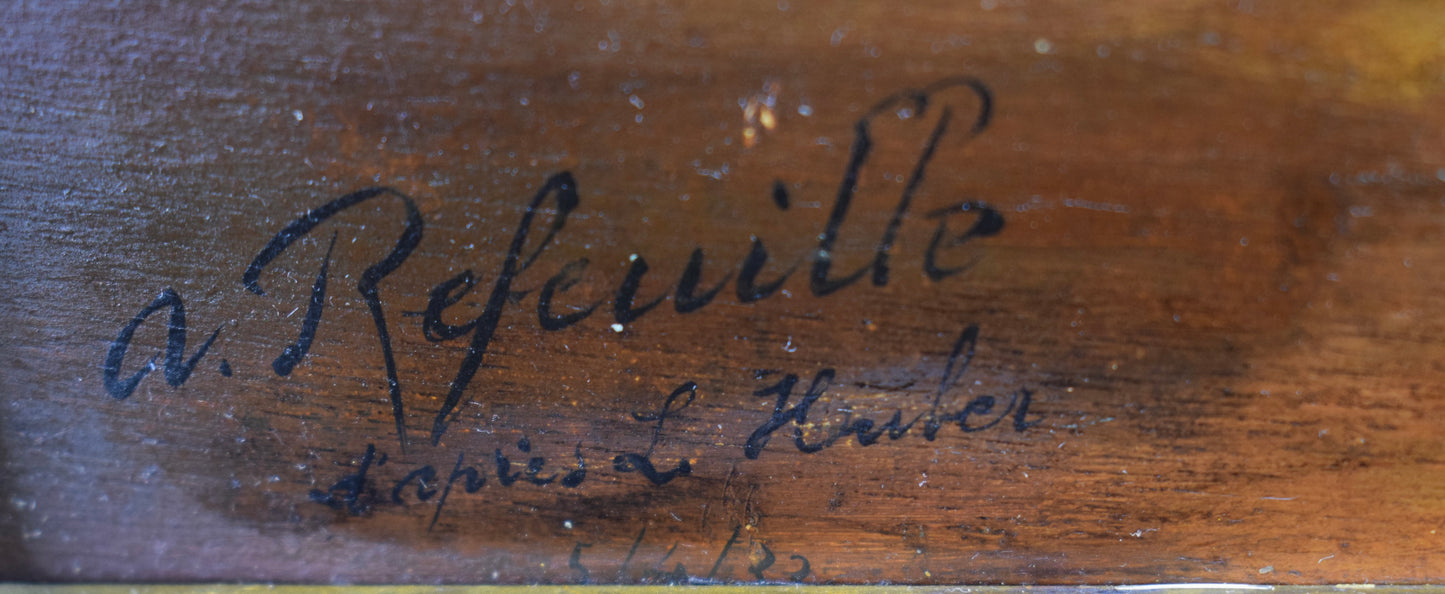 a. Refeuille
d'après L Huber